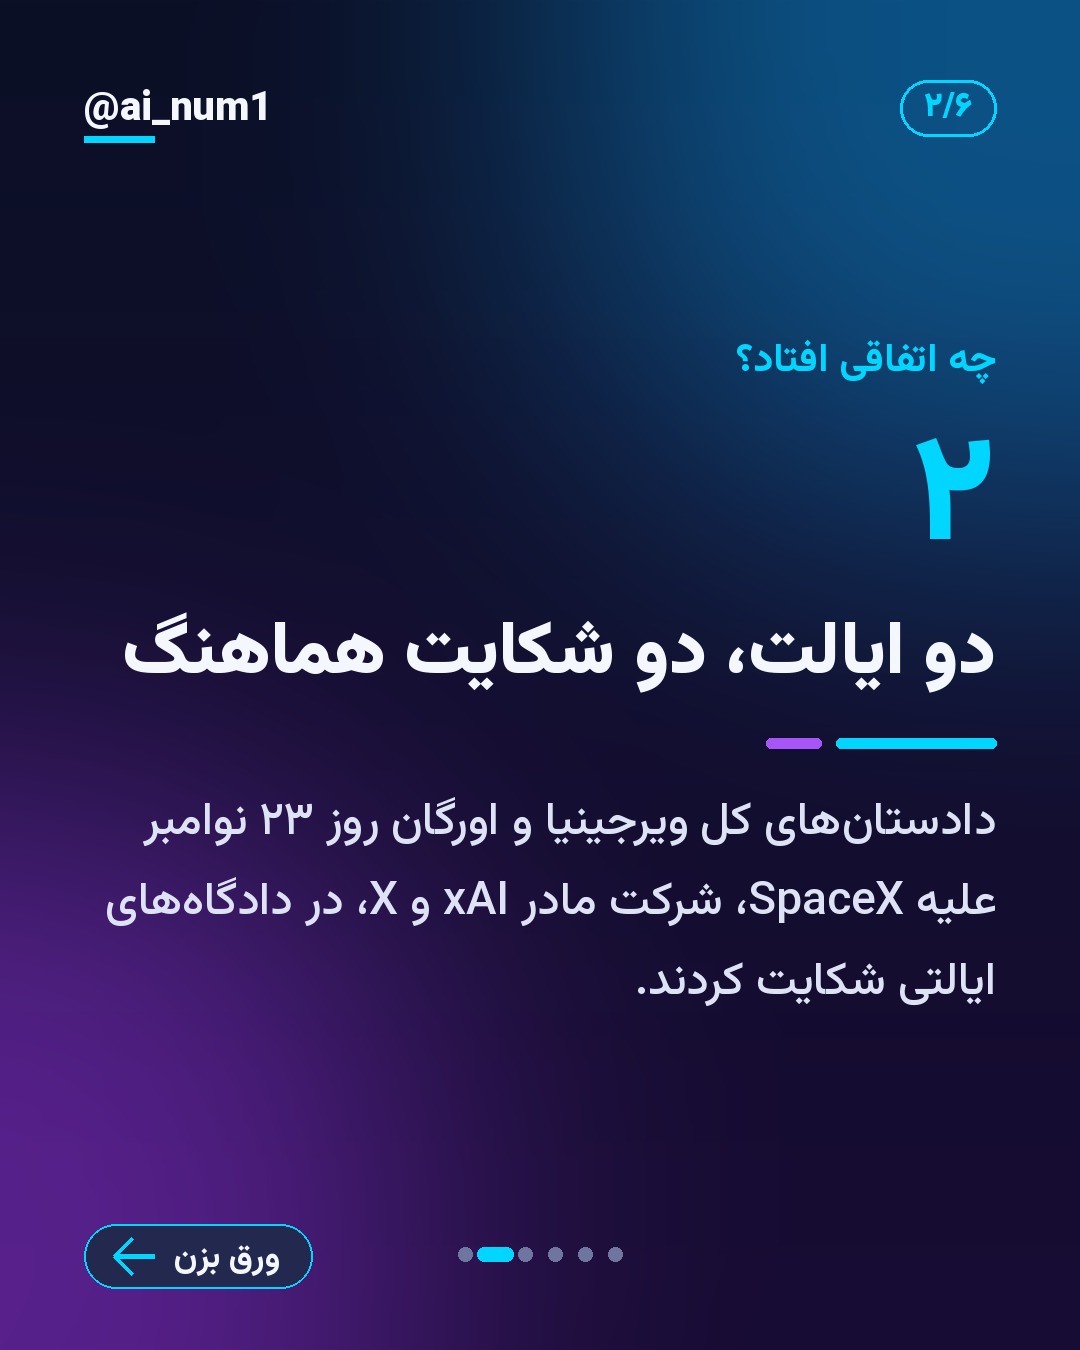 @ai_num1
۲/۶
چه اتفاقی افتاد؟
۲
دو ایالت، دو شکایت هماهنگ
دادستان‌های کل ویرجینیا و اورگان روز ۲۳ نوامبر
علیه SpaceX، شرکت مادر xAI و X، در دادگاه‌های
ایالتی شکایت کردند.
ورق بزن